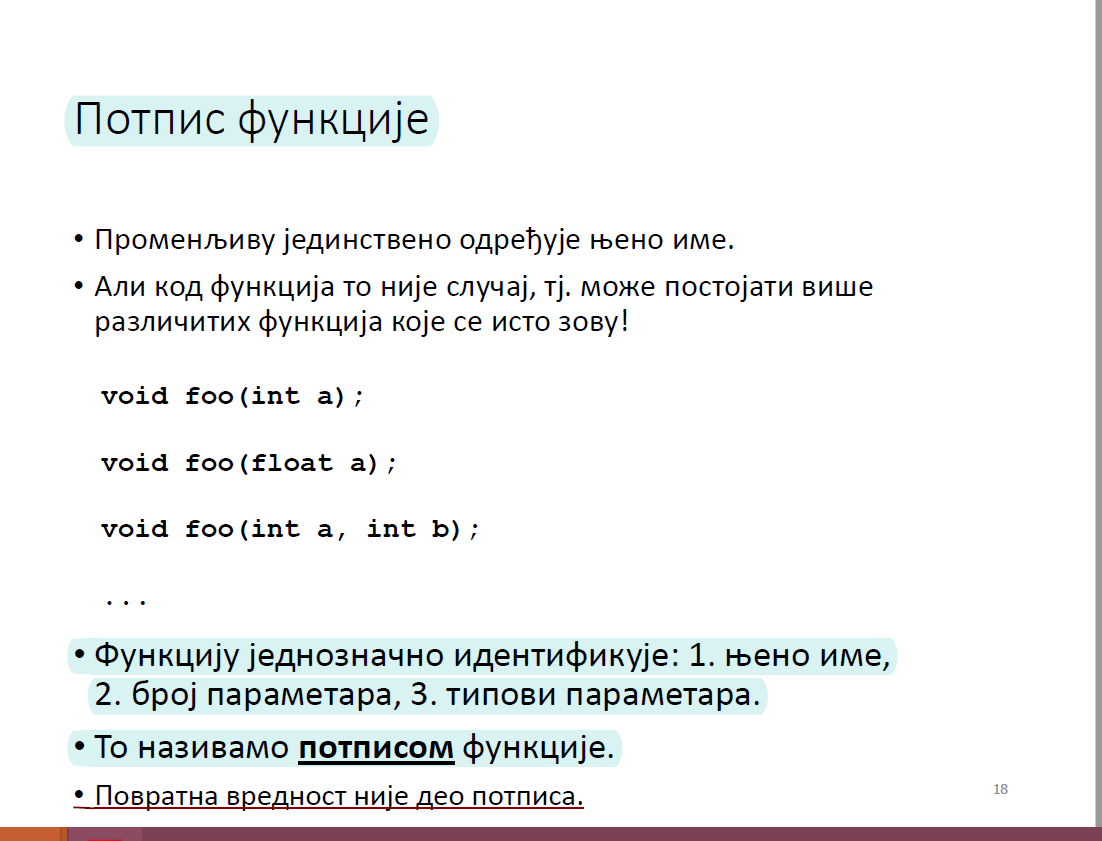 Потпис функције
• Променљиву јединствено одређује њено име.
• Али код функција то није случај, тј. може постојати више
различитих функција које се исто зову!
void foo(int a);
void foo(float a);
void foo(int a, int b);
...
• Функцију једнозначно идентификује: 1. њено име,
2. број параметара, 3. типови параметара.
• То називамо потписом функције.
• Повратна вредност није део потписа.
18